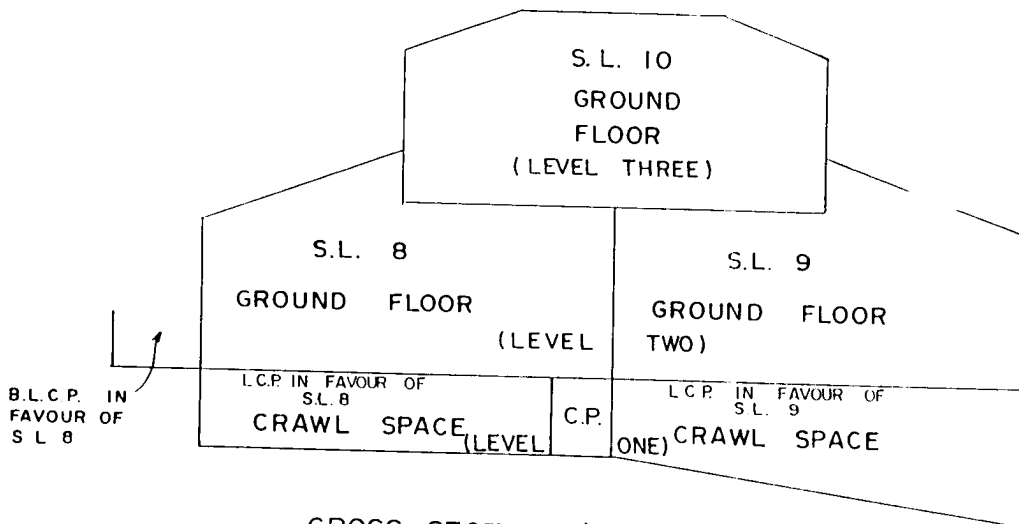 S. L. 10
GROUND
FLOOR
(LEVEL THREE)
S.L. 8
GROUND FLOOR
S.L. 9
GROUND FLOOR
(LEVEL TWO)
B.L.C.P. IN
FAVOUR OF
S L 8
L.C.P. IN FAVOUR OF
S.L. 8
CRAWL SPACE
C.P.
L C P. IN FAVOUR OF
S.L. 9
CRAWL SPACE
(LEVEL ONE)